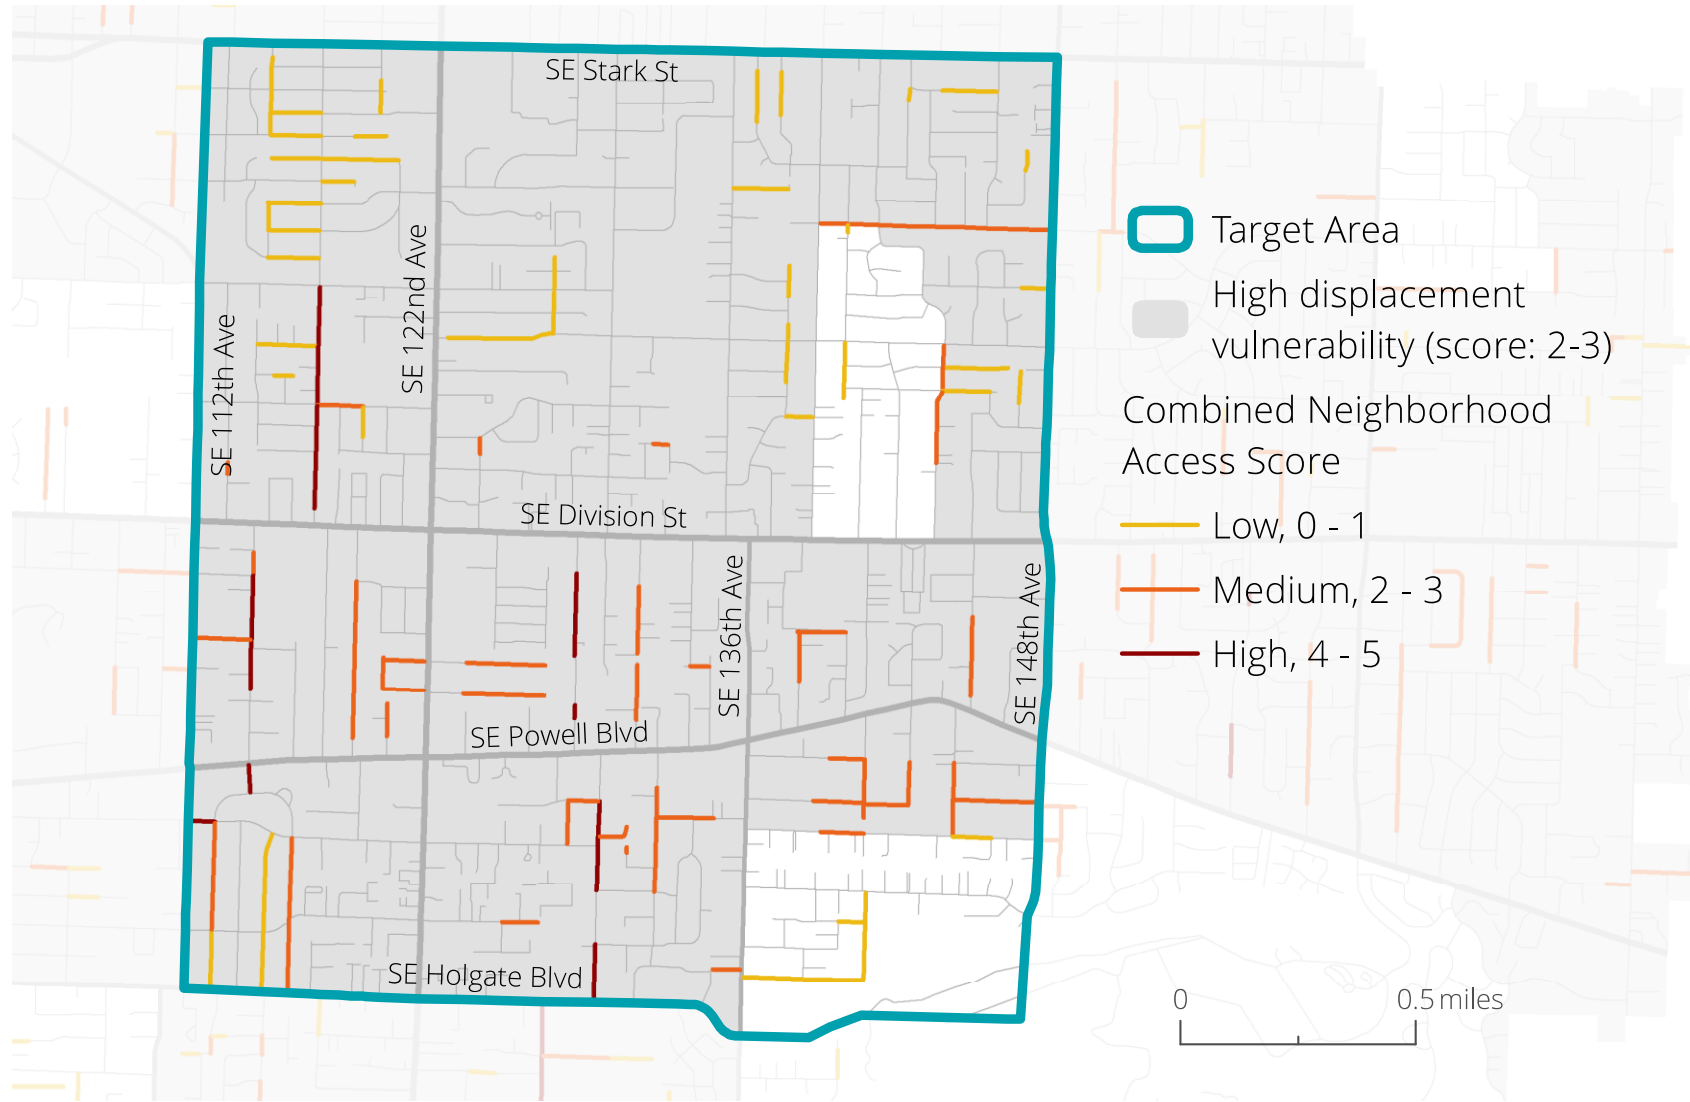 SE Stark St
SE 122nd Ave
SE 112th Ave
SE Division St
SE 136th Ave
SE 148th Ave
SE Powell Blvd
SE Holgate Blvd
Target Area
High displacement
vulnerability (score: 2-3)
Combined Neighborhood
Access Score
Low, 0 - 1
Medium, 2 - 3
High, 4 - 5
0 0.5 miles